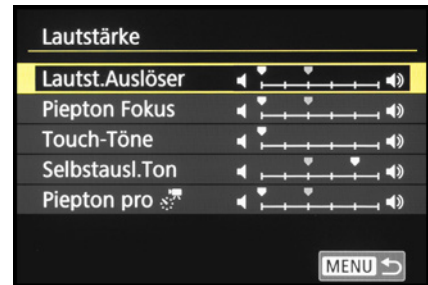 Lautstärke
Lautst.Auslöser
Piepton Fokus
Touch-Töne
Selbstausl.Ton
Piepton pro
MENU